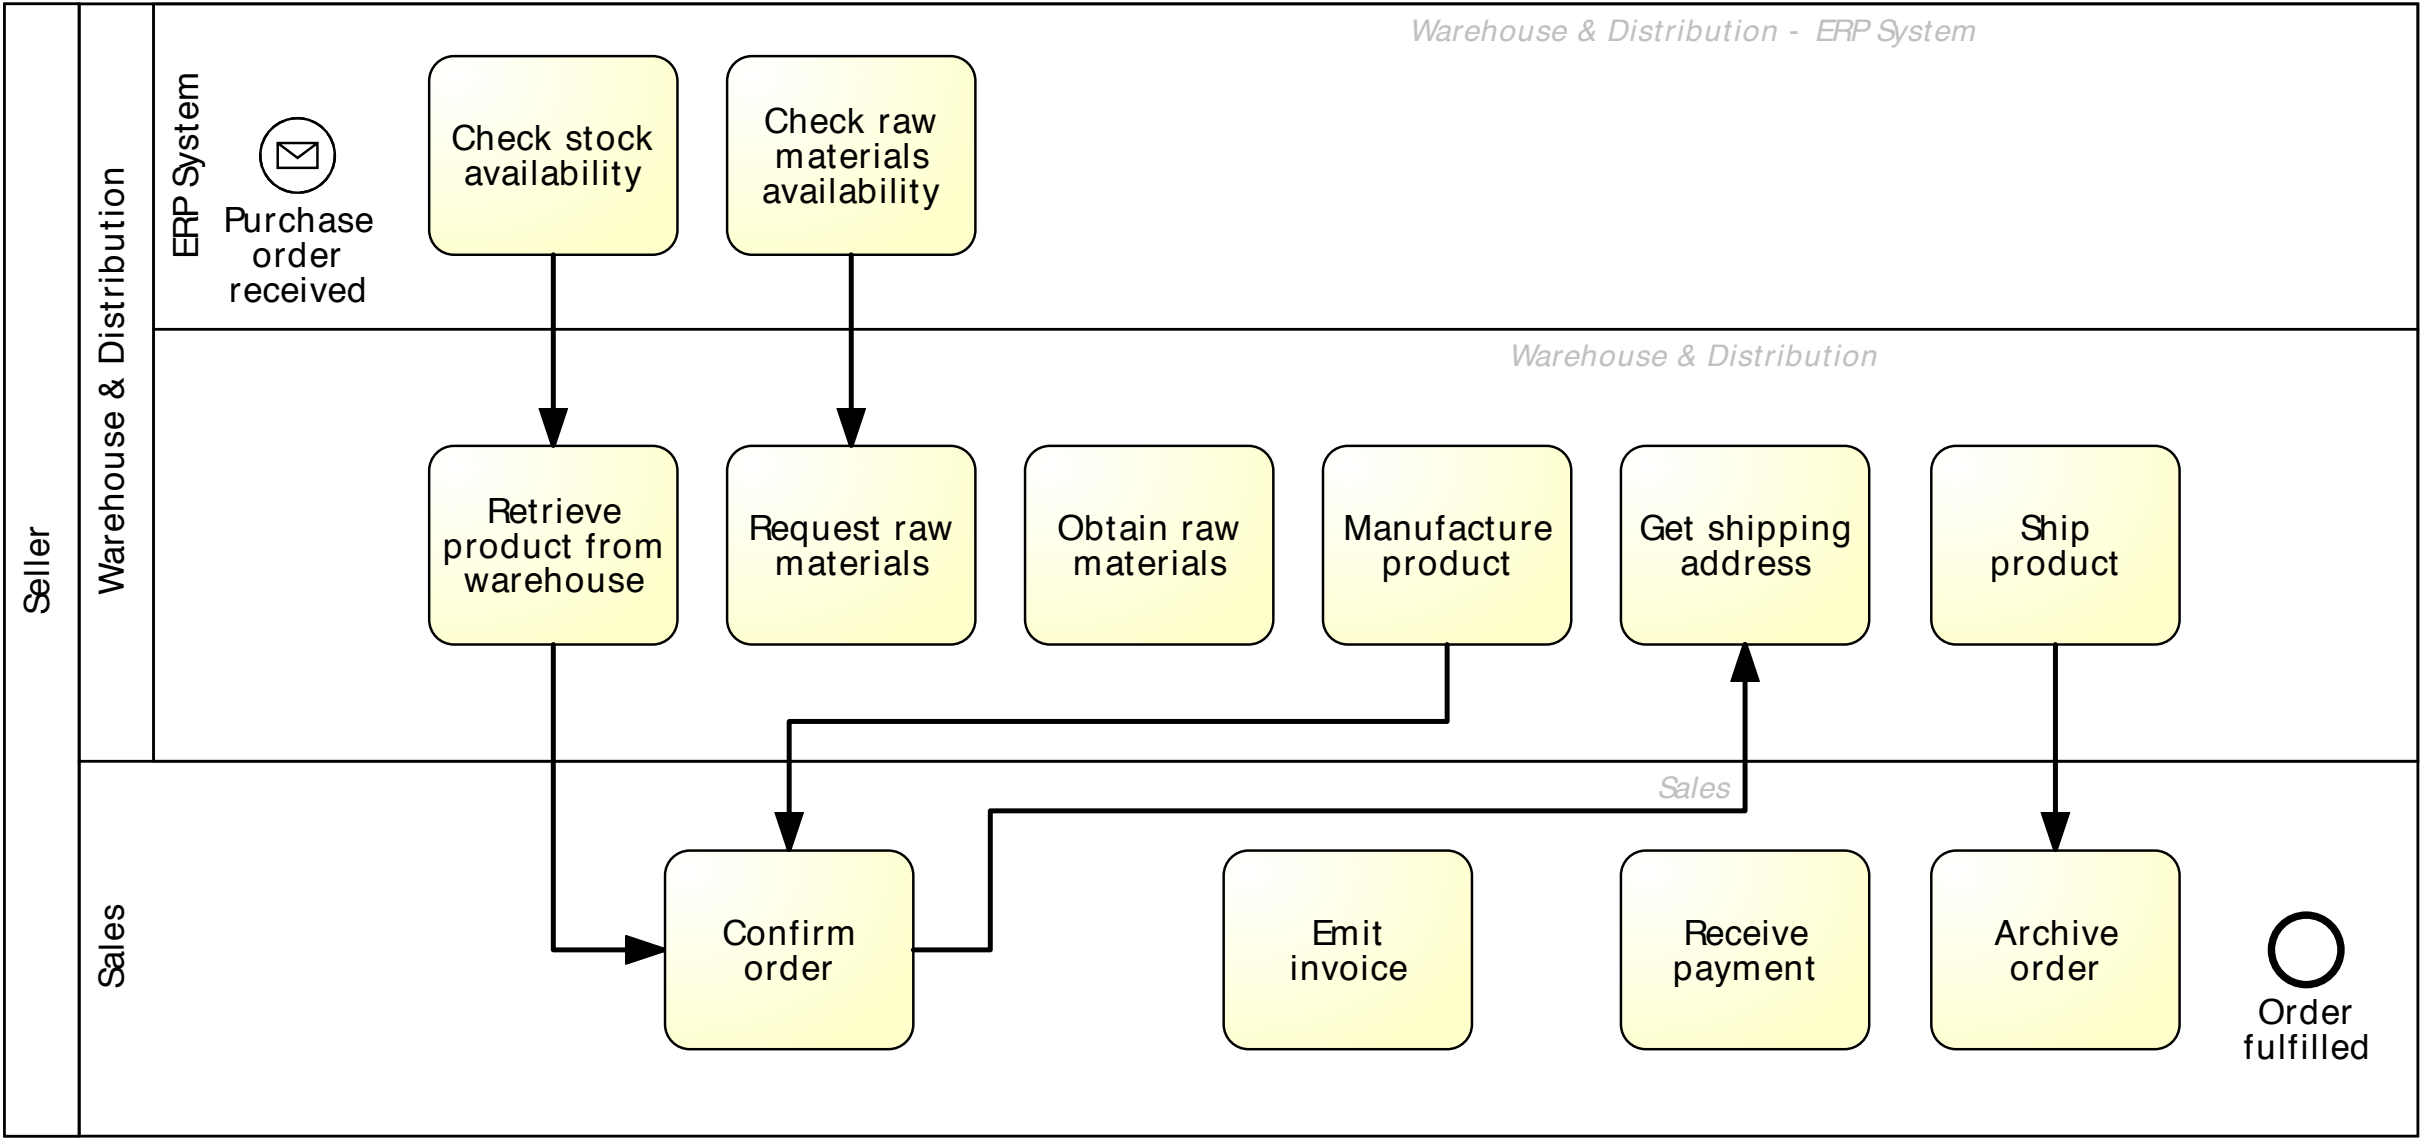 Seller
Warehouse & Distribution
ERP System
Warehouse & Distribution - ERP System
Purchase
order
received
Check stock
availability
Check raw
materials
availability
Warehouse & Distribution
Retrieve
product from
warehouse
Request raw
materials
Obtain raw
materials
Manufacture
product
Get shipping
address
Ship
product
Sales
Sales
Confirm
order
Emit
invoice
Receive
payment
Archive
order
Order
fulfilled